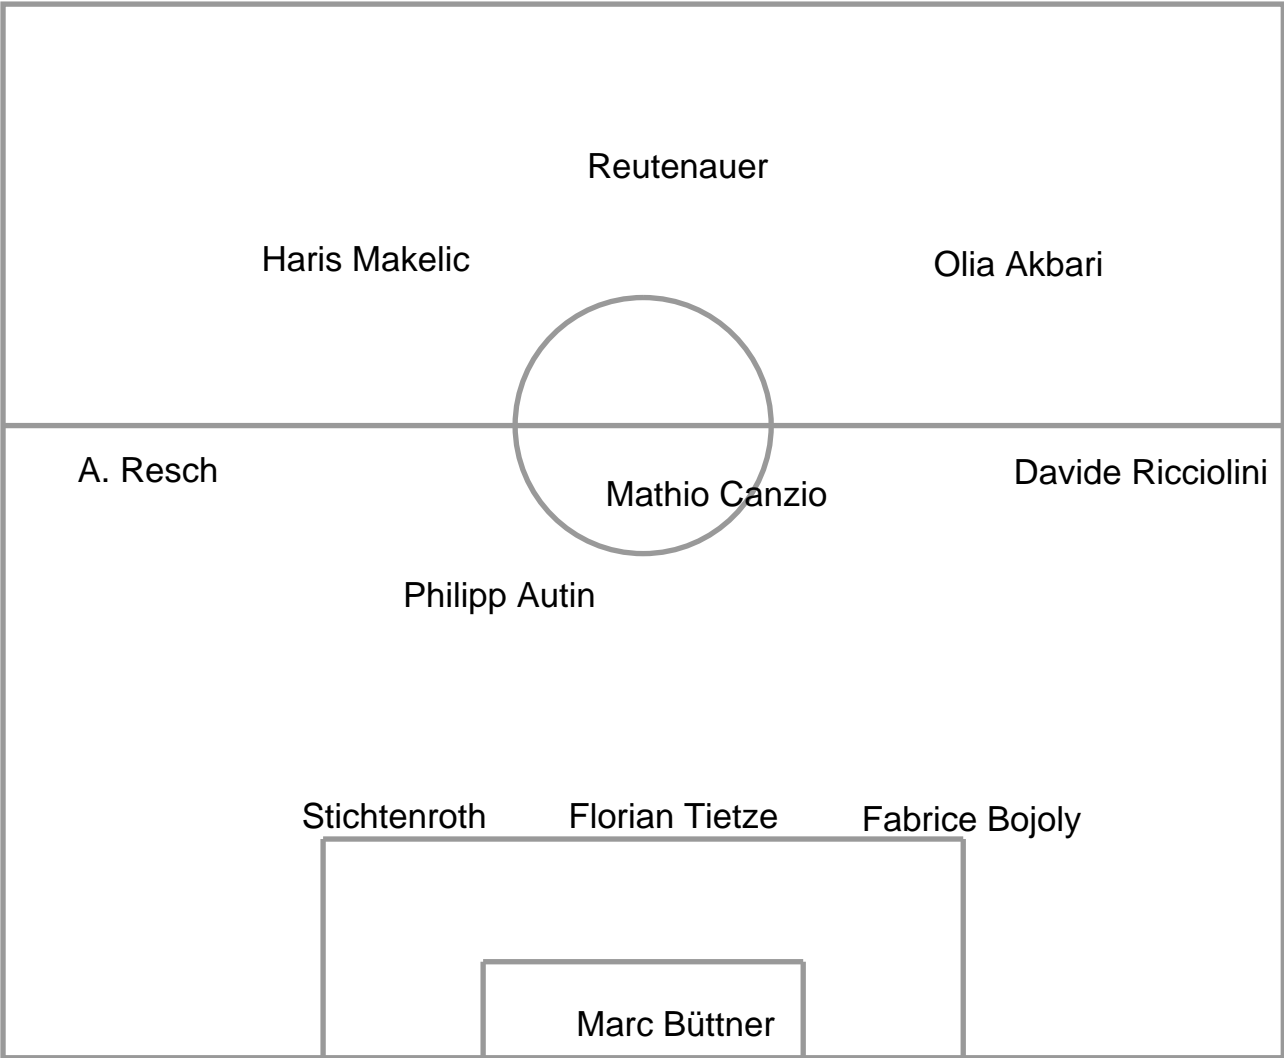 Reutenauer
Haris Makelic
Olia Akbari
A. Resch
Davide Ricciolini
Mathio Canzio
Philipp Autin
Stichtenroth
Florian Tietze
Fabrice Bojoly
Marc Büttner